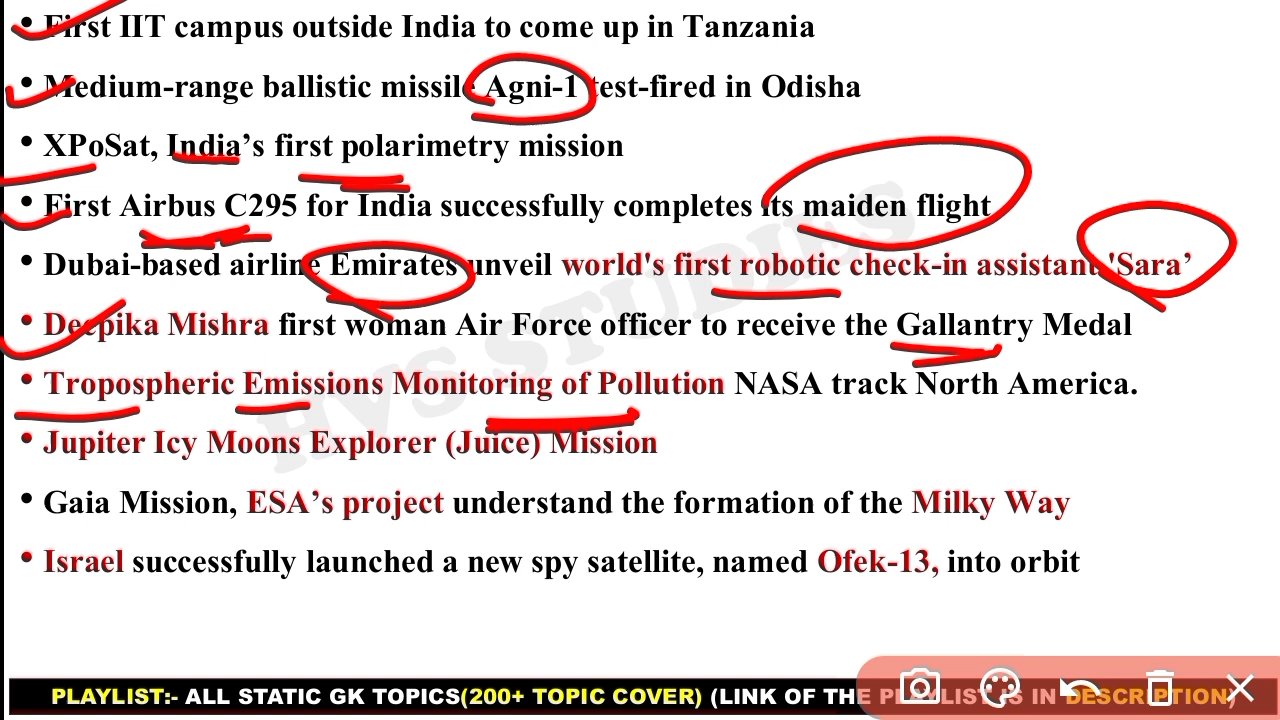 • First IIT campus outside India to come up in Tanzania
• Medium-range ballistic missile Agni-1 test-fired in Odisha
• XPoSat, India’s first polarimetry mission
• First Airbus C295 for India successfully completes its maiden flight
• Dubai-based airline Emirates unveil world's first robotic check-in assistant 'Sara’
• Deepika Mishra first woman Air Force officer to receive the Gallantry Medal
• Tropospheric Emissions Monitoring of Pollution NASA track North America.
• Jupiter Icy Moons Explorer (Juice) Mission
• Gaia Mission, ESA’s project understand the formation of the Milky Way
• Israel successfully launched a new spy satellite, named Ofek-13, into orbit
HVS STUDIES
PLAYLIST:- ALL STATIC GK TOPICS(200+ TOPIC COVER) (LINK OF THE PLAYLIST IS IN DESCRIPTION)